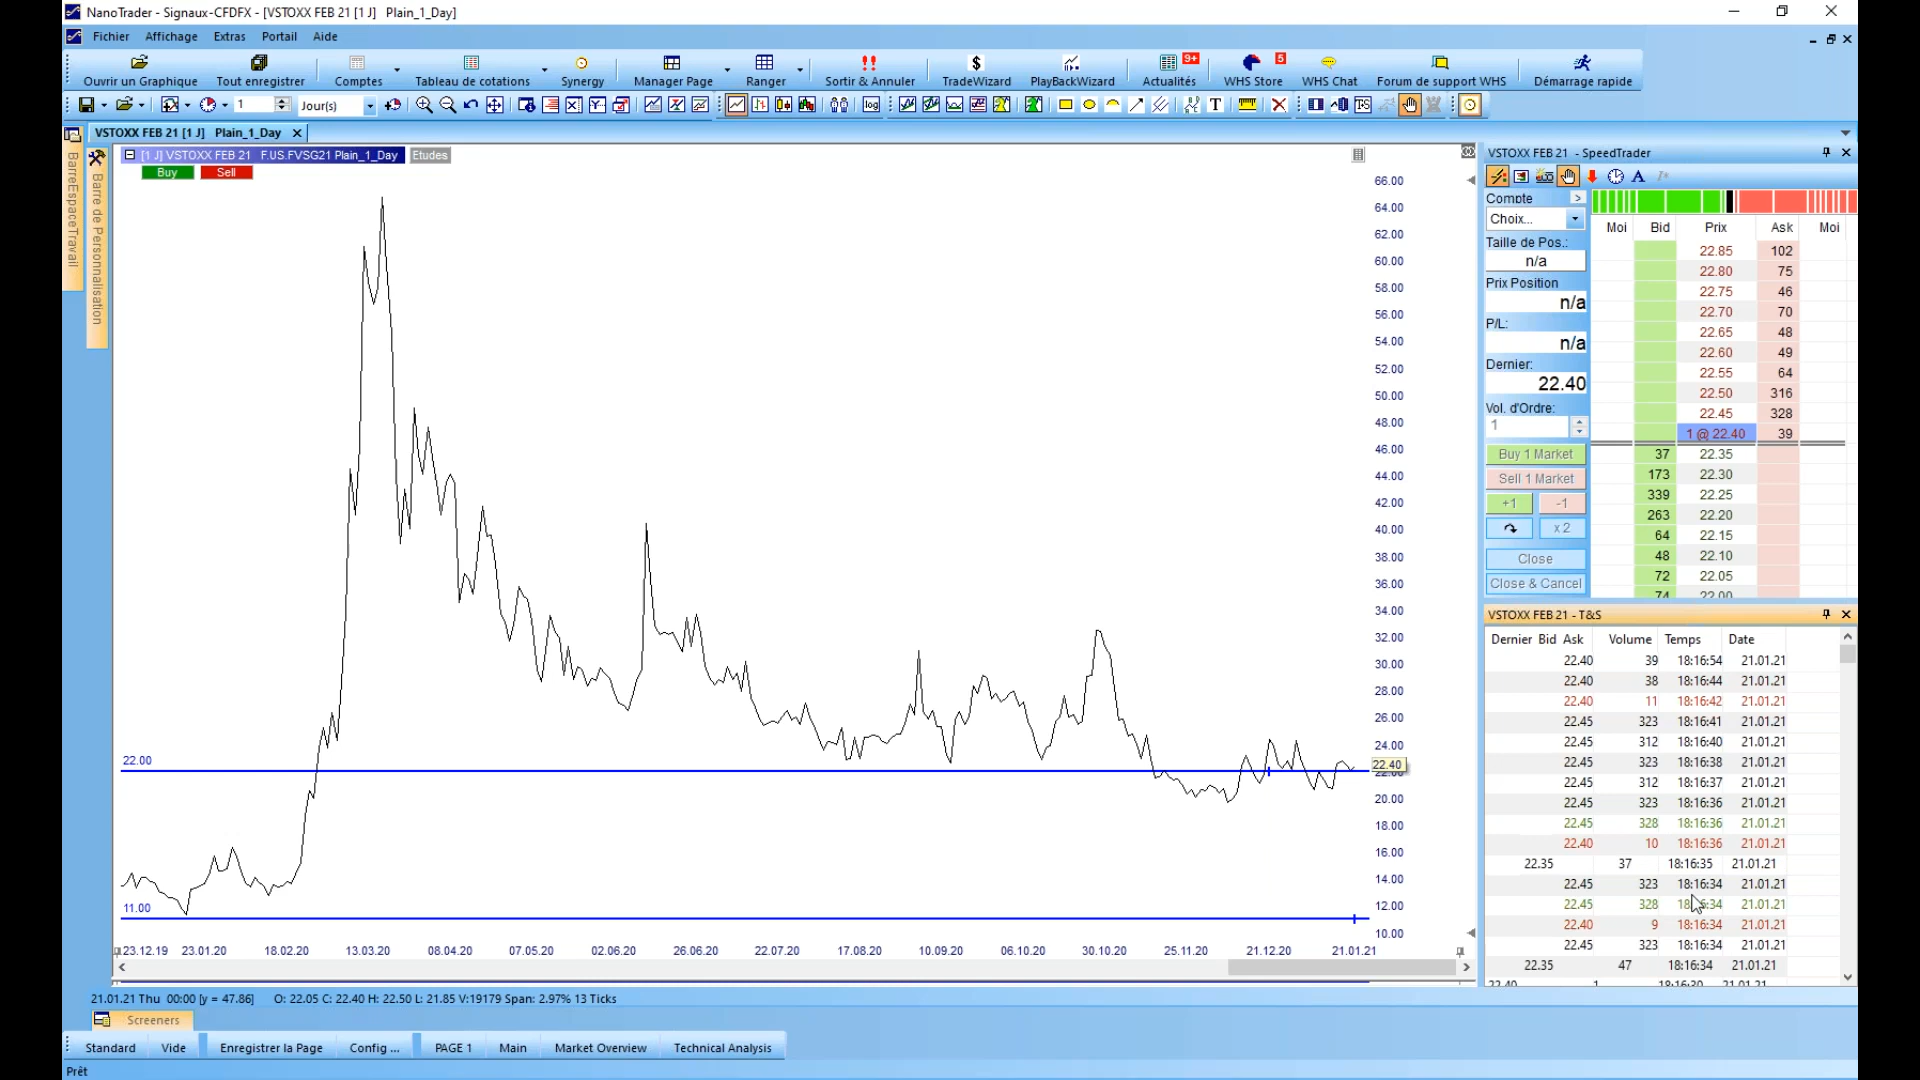 NanoTrader - Signaux-CFDFX - [VSTOXX FEB 21 [1 J] Plain_1_Day]
Fichier Affichage Extras Portail Aide
Ouvrir un Graphique Tout enregistrer Comptes Tableau de cotations Synergy Manager Page Ranger Sortir & Annuler TradeWizard PlayBackWizard Actualités 9+ WHS Store 5 WHS Chat Forum de support WHS Démarrage rapide
1 Jour(s) log T T-S
VSTOXX FEB 21 [1 J] Plain_1_Day
BarreEspaceTravail
Barre de Personnalisation
[1 J] VSTOXX FEB 21 F.US.FVSG21 Plain_1_Day Etudes
Buy Sell
66.00
64.00
62.00
60.00
58.00
56.00
54.00
52.00
50.00
48.00
46.00
44.00
42.00
40.00
38.00
36.00
34.00
32.00
30.00
28.00
26.00
24.00
22.40
22.00
20.00
18.00
16.00
14.00
12.00
10.00
22.00
11.00
23.12.19 23.01.20 18.02.20 13.03.20 08.04.20 07.05.20 02.06.20 26.06.20 22.07.20 17.08.20 10.09.20 06.10.20 30.10.20 25.11.20 21.12.20 21.01.21
VSTOXX FEB 21 - SpeedTrader
Compte >
Choix...
Taille de Pos.:
n/a
Prix Position
n/a
P/L:
n/a
Dernier:
22.40
Vol. d'Ordre:
1
Buy 1 Market
Sell 1 Market
+1 -1
x 2
Close
Close & Cancel
Moi Bid Prix Ask Moi
22.85 102
22.80 75
22.75 46
22.70 70
22.65 48
22.60 49
22.55 64
22.50 316
22.45 328
1 @ 22.40 39
37 22.35
173 22.30
339 22.25
263 22.20
64 22.15
48 22.10
72 22.05
74 22.00
VSTOXX FEB 21 - T&S
Dernier Bid Ask Volume Temps Date
22.40 39 18:16:54 21.01.21
22.40 38 18:16:44 21.01.21
22.40 11 18:16:42 21.01.21
22.45 323 18:16:41 21.01.21
22.45 312 18:16:40 21.01.21
22.45 323 18:16:38 21.01.21
22.45 312 18:16:37 21.01.21
22.45 323 18:16:36 21.01.21
22.45 328 18:16:36 21.01.21
22.40 10 18:16:36 21.01.21
22.35 37 18:16:35 21.01.21
22.45 323 18:16:34 21.01.21
22.45 328 21.01.21
22.40 9 18:16:34 21.01.21
22.45 323 18:16:34 21.01.21
22.35 47 18:16:34 21.01.21
22.40 1 18:16:30 21.01.21
21.01.21 Thu 00:00 [y = 47.86] O: 22.05 C: 22.40 H: 22.50 L: 21.85 V:19179 Span: 2.97% 13 Ticks
Screeners
Standard Vide Enregistrer la Page Config ... PAGE 1 Main Market Overview Technical Analysis
Prêt